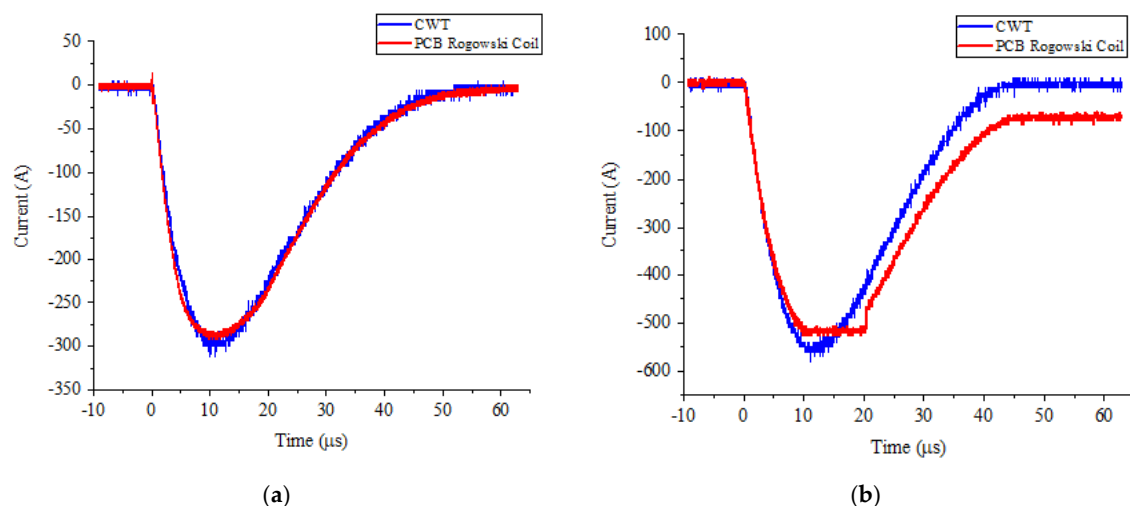 CWT
PCB Rogowski Coil
50
0
-50
-100
-150
-200
-250
-300
-350
Current (A)
-10 0 10 20 30 40 50 60
Time (μs)
(a)
CWT
PCB Rogowski Coil
100
0
-100
-200
-300
-400
-500
-600
Current (A)
-10 0 10 20 30 40 50 60
Time (μs)
(b)